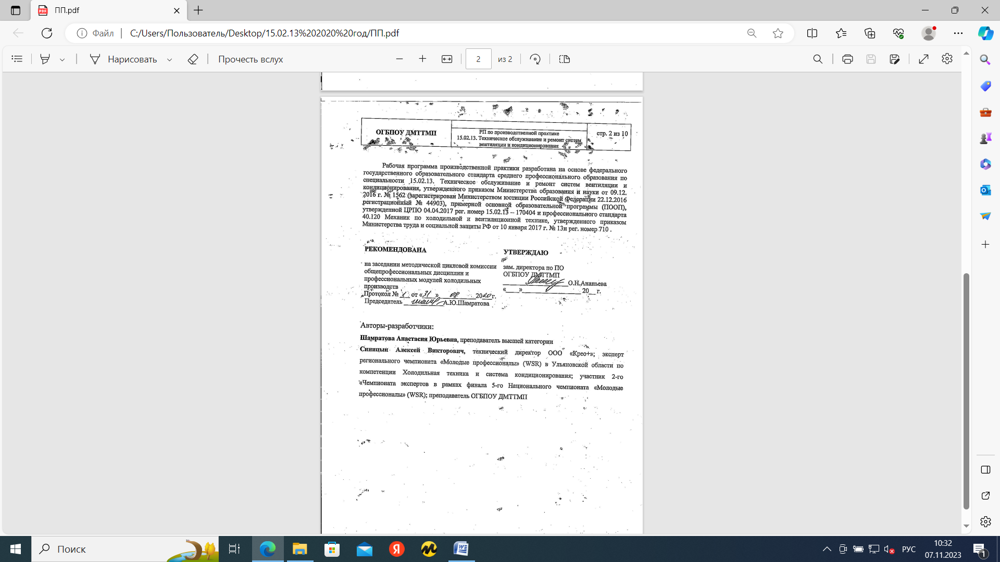 ПП.pdf
Файл
C:/Users/Пользователь/Desktop/15.02.13%202020%20год/ПП.pdf
Нарисовать
Прочесть вслух
2
из 2
ОГБПОУ ДМТТМП
РП по производственной практике
15.02.13. Техническое обслуживание и ремонт систем
вентиляции и кондиционирования
стр. 2 из 10
Рабочая программа производственной практики разработана на основе федерального
государственного образовательного стандарта среднего профессионального образования по
специальности 15.02.13. Техническое обслуживание и ремонт систем вентиляции и
кондиционирования, утвержденного приказом Министерства образования и науки от 09.12.
2016 г. № 1562 (зарегистрирован Министерством юстиции Российской Федерации 22.12.2016
регистрационный № 44903), примерной основной образовательной программы (ПООП),
утвержденной ЦРПО 04.04.2017 рег. номер 15.02.13 – 170404 и профессионального стандарта
40.120 Механик по холодильной и вентиляционной технике, утвержденного приказом
Министерства труда и социальной защиты РФ от 10 января 2017 г. № 13н рег. номер 710 .
РЕКОМЕНДОВАНА
на заседании методической цикловой комиссии
общепрофессиональных дисциплин и
профессиональных модулей холодильных
производств
Протокол № 1 от «31» 08 2020 г.
Председатель А.Ю.Шамратова
УТВЕРЖДАЮ
зам. директора по ПО
ОГБПОУ ДМТТМП
О.Н.Ананьева
«____»__________________ 20__ г.
Авторы-разработчики:
Шамратова Анастасия Юрьевна, преподаватель высшей категории
Синицын Алексей Викторович, технический директор ООО «Крео+»; эксперт
регионального чемпионата «Молодые профессионалы» (WSR) в Ульяновской области по
компетенции Холодильная техника и система кондиционирования; участник 2-го
«Чемпионата экспертов в рамках финала 5-го Национального чемпионата «Молодые
профессионалы» (WSR); преподаватель ОГБПОУ ДМТТМП
Поиск
РУС
10:32
07.11.2023
1